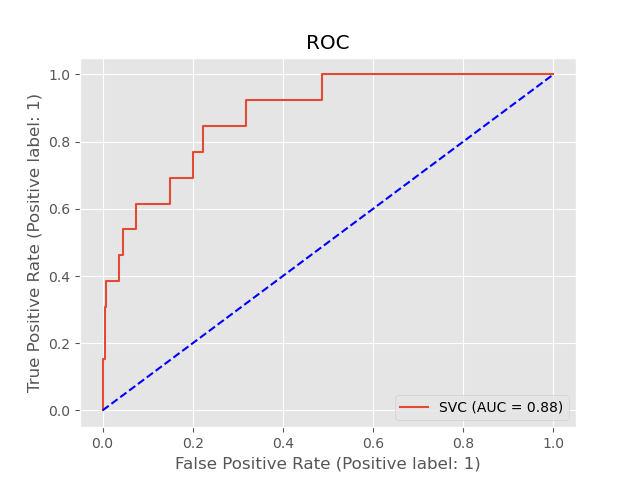 ROC
True Positive Rate (Positive label: 1)
1.0
0.8
0.6
0.4
0.2
0.0
SVC (AUC = 0.88)
0.0 0.2 0.4 0.6 0.8 1.0
False Positive Rate (Positive label: 1)